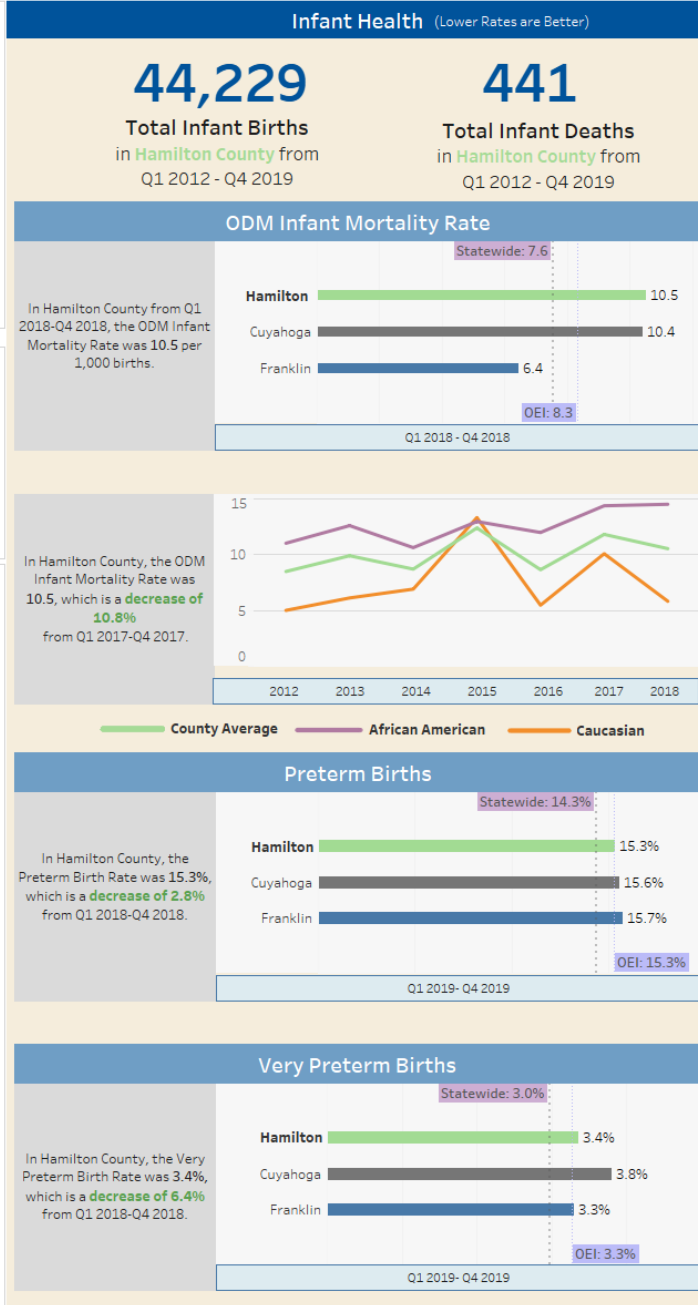 Infant Health (Lower Rates are Better)
44,229
Total Infant Births
in Hamilton County from
Q1 2012 - Q4 2019
441
Total Infant Deaths
in Hamilton County from
Q1 2012 - Q4 2019
ODM Infant Mortality Rate
In Hamilton County from Q1
2018-Q4 2018, the ODM Infant
Mortality Rate was 10.5 per
1,000 births.
Statewide: 7.6
Hamilton 10.5
Cuyahoga 10.4
Franklin 6.4
OEI: 8.3
Q1 2018 - Q4 2018
In Hamilton County, the ODM
Infant Mortality Rate was
10.5, which is a decrease of
10.8%
from Q1 2017-Q4 2017.
15
10
5
0
2012 2013 2014 2015 2016 2017 2018
County Average African American Caucasian
Preterm Births
In Hamilton County, the
Preterm Birth Rate was 15.3%,
which is a decrease of 2.8%
from Q1 2018-Q4 2018.
Statewide: 14.3%
Hamilton 15.3%
Cuyahoga 15.6%
Franklin 15.7%
OEI: 15.3%
Q1 2019- Q4 2019
Very Preterm Births
In Hamilton County, the Very
Preterm Birth Rate was 3.4%,
which is a decrease of 6.4%
from Q1 2018-Q4 2018.
Statewide: 3.0%
Hamilton 3.4%
Cuyahoga 3.8%
Franklin 3.3%
OEI: 3.3%
Q1 2019- Q4 2019